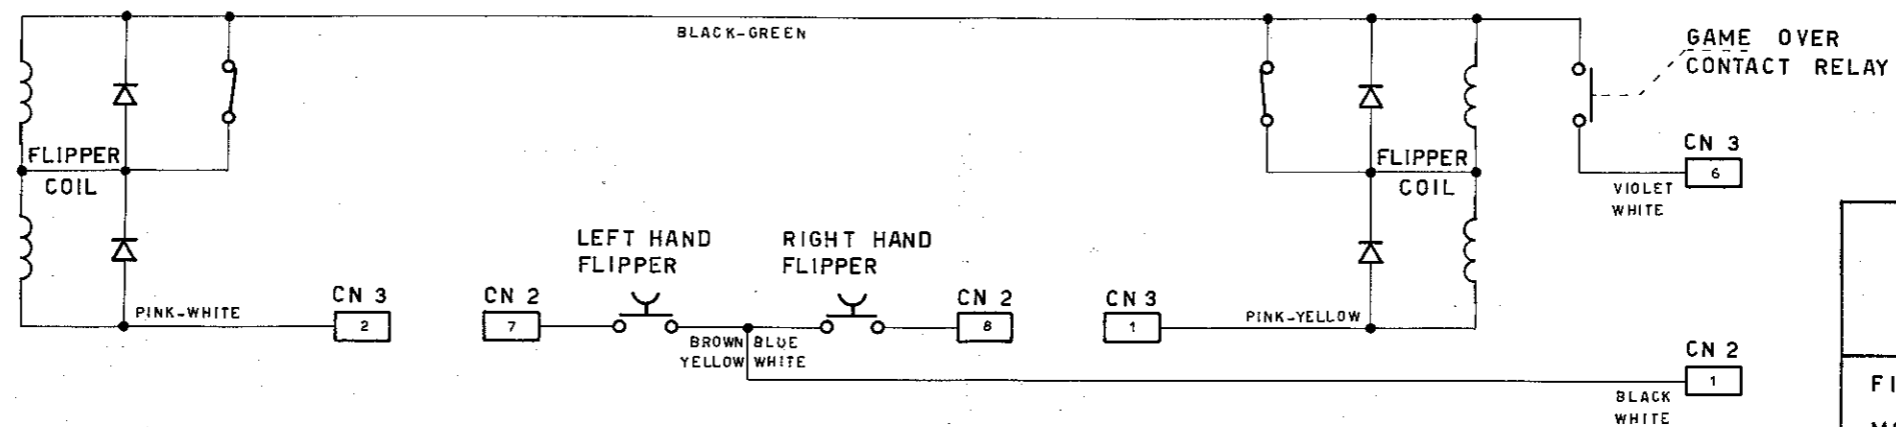 BLACK-GREEN
GAME OVER
CONTACT RELAY
FLIPPER
COIL
FLIPPER
COIL
CN 3
6
VIOLET
WHITE
LEFT HAND
FLIPPER
RIGHT HAND
FLIPPER
PINK-WHITE
CN 3
2
CN 2
7
CN 2
8
CN 3
1
PINK-YELLOW
BROWN BLUE
YELLOW WHITE
CN 2
1
BLACK
WHITE
FI